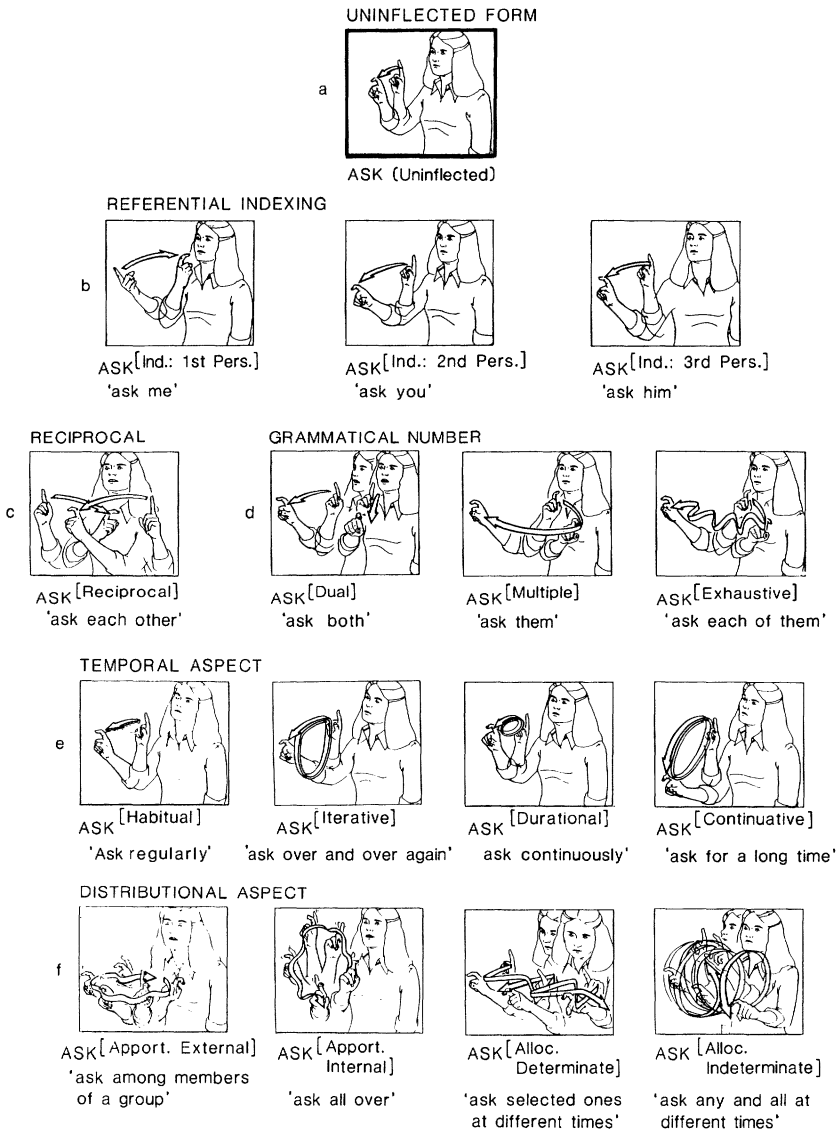 UNINFLECTED FORM
a
ASK (Uninflected)
REFERENTIAL INDEXING
b
ASK[Ind.: 1st Pers.] ASK[Ind.: 2nd Pers.] ASK[Ind.: 3rd Pers.]
'ask me' 'ask you' 'ask him'
RECIPROCAL GRAMMATICAL NUMBER
c d
ASK[Reciprocal] ASK[Dual] ASK[Multiple] ASK[Exhaustive]
'ask each other' 'ask both' 'ask them' 'ask each of them'
TEMPORAL ASPECT
e
ASK[Habitual] ASK[Iterative] ASK[Durational] ASK[Continuative]
'Ask regularly' 'ask over and over again' ask continuously' 'ask for a long time'
DISTRIBUTIONAL ASPECT
f
ASK[Apport. External] ASK[Apport. Internal] ASK[Alloc. Determinate] ASK[Alloc. Indeterminate]
'ask among members 'ask all over' 'ask selected ones 'ask any and all at
of a group' at different times' different times'